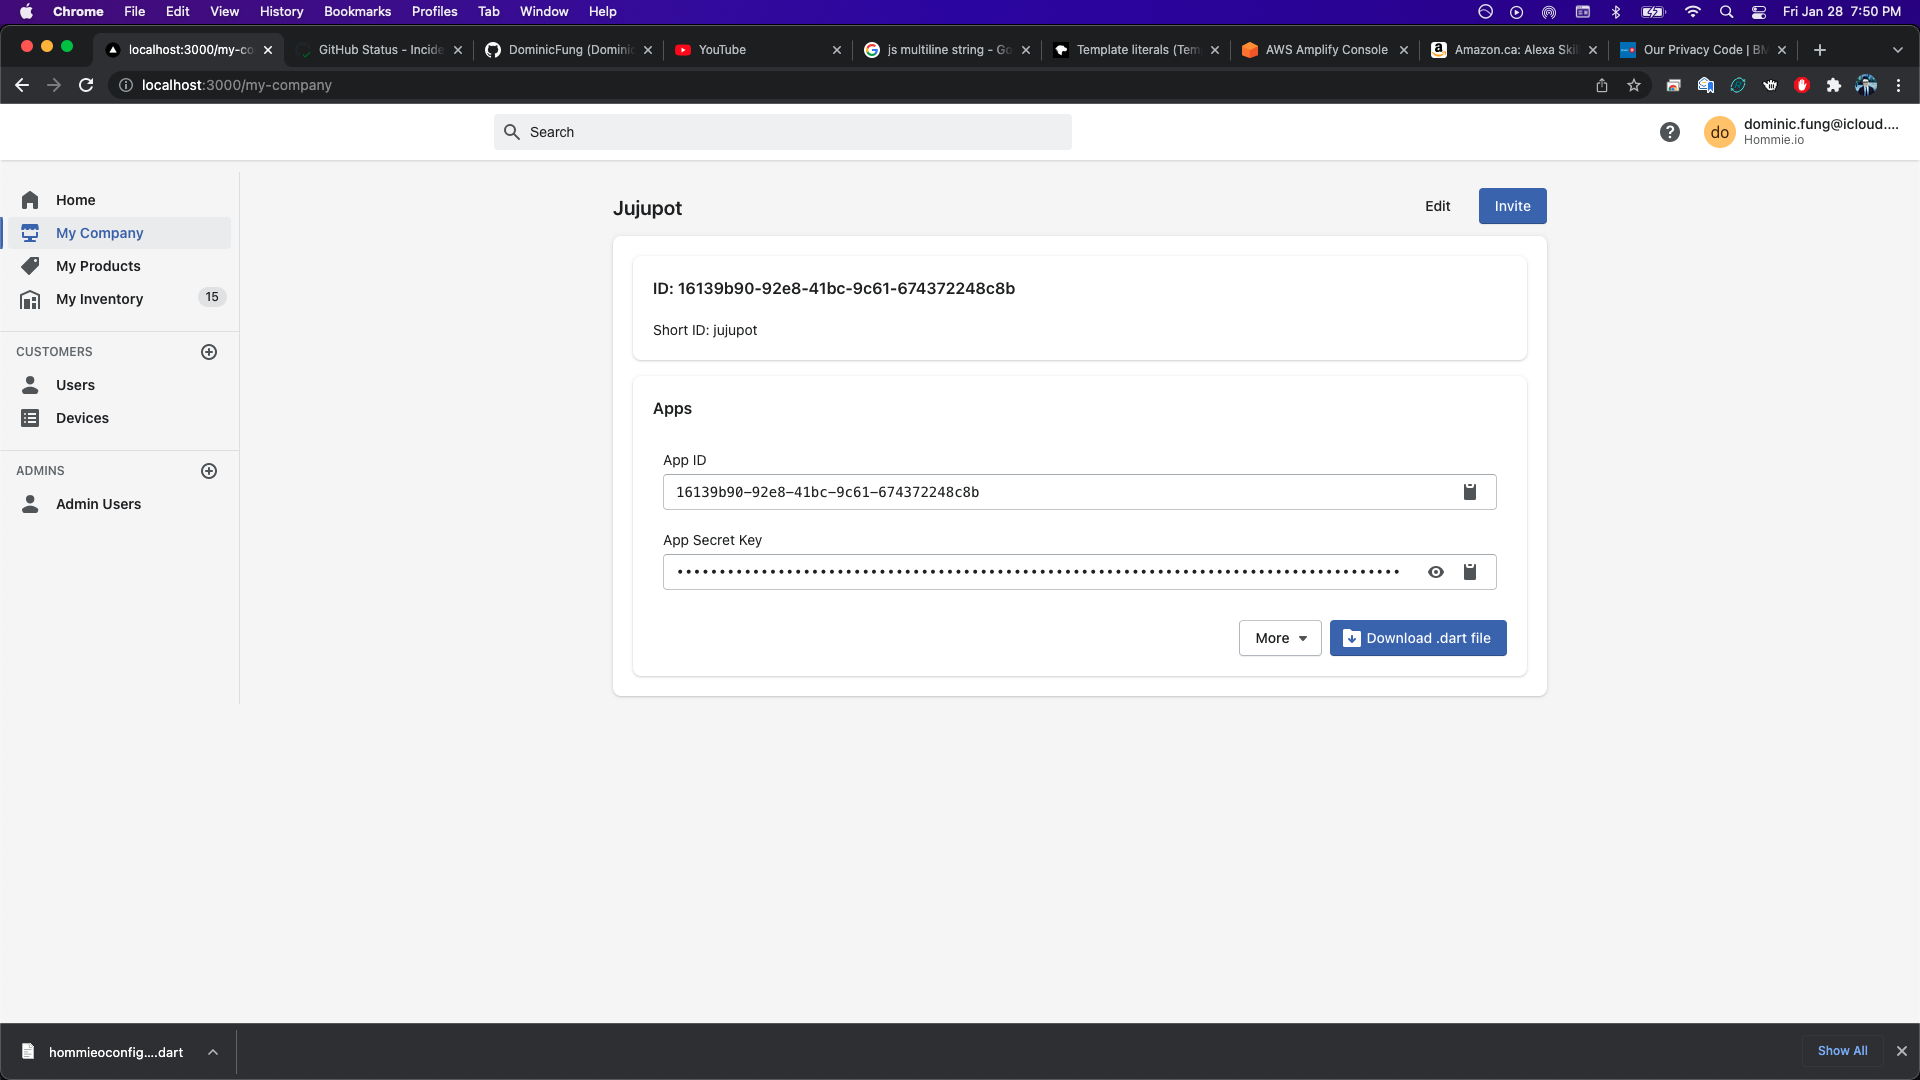 Chrome File Edit View History Bookmarks Profiles Tab Window Help Fri Jan 28 7:50 PM
localhost:3000/my-co GitHub Status - Incide DominicFung (Dominic YouTube js multiline string - Go Template literals (Tem AWS Amplify Console Amazon.ca: Alexa Skil Our Privacy Code | BM
localhost:3000/my-company
Search
do
dominic.fung@icloud....
Hommie.io
Home
My Company
My Products
My Inventory 15
CUSTOMERS
Users
Devices
ADMINS
Admin Users
Jujupot
Edit Invite
ID: 16139b90-92e8-41bc-9c61-674372248c8b
Short ID: jujupot
Apps
App ID
16139b90-92e8-41bc-9c61-674372248c8b
App Secret Key
More Download .dart file
hommieoconfig....dart
Show All